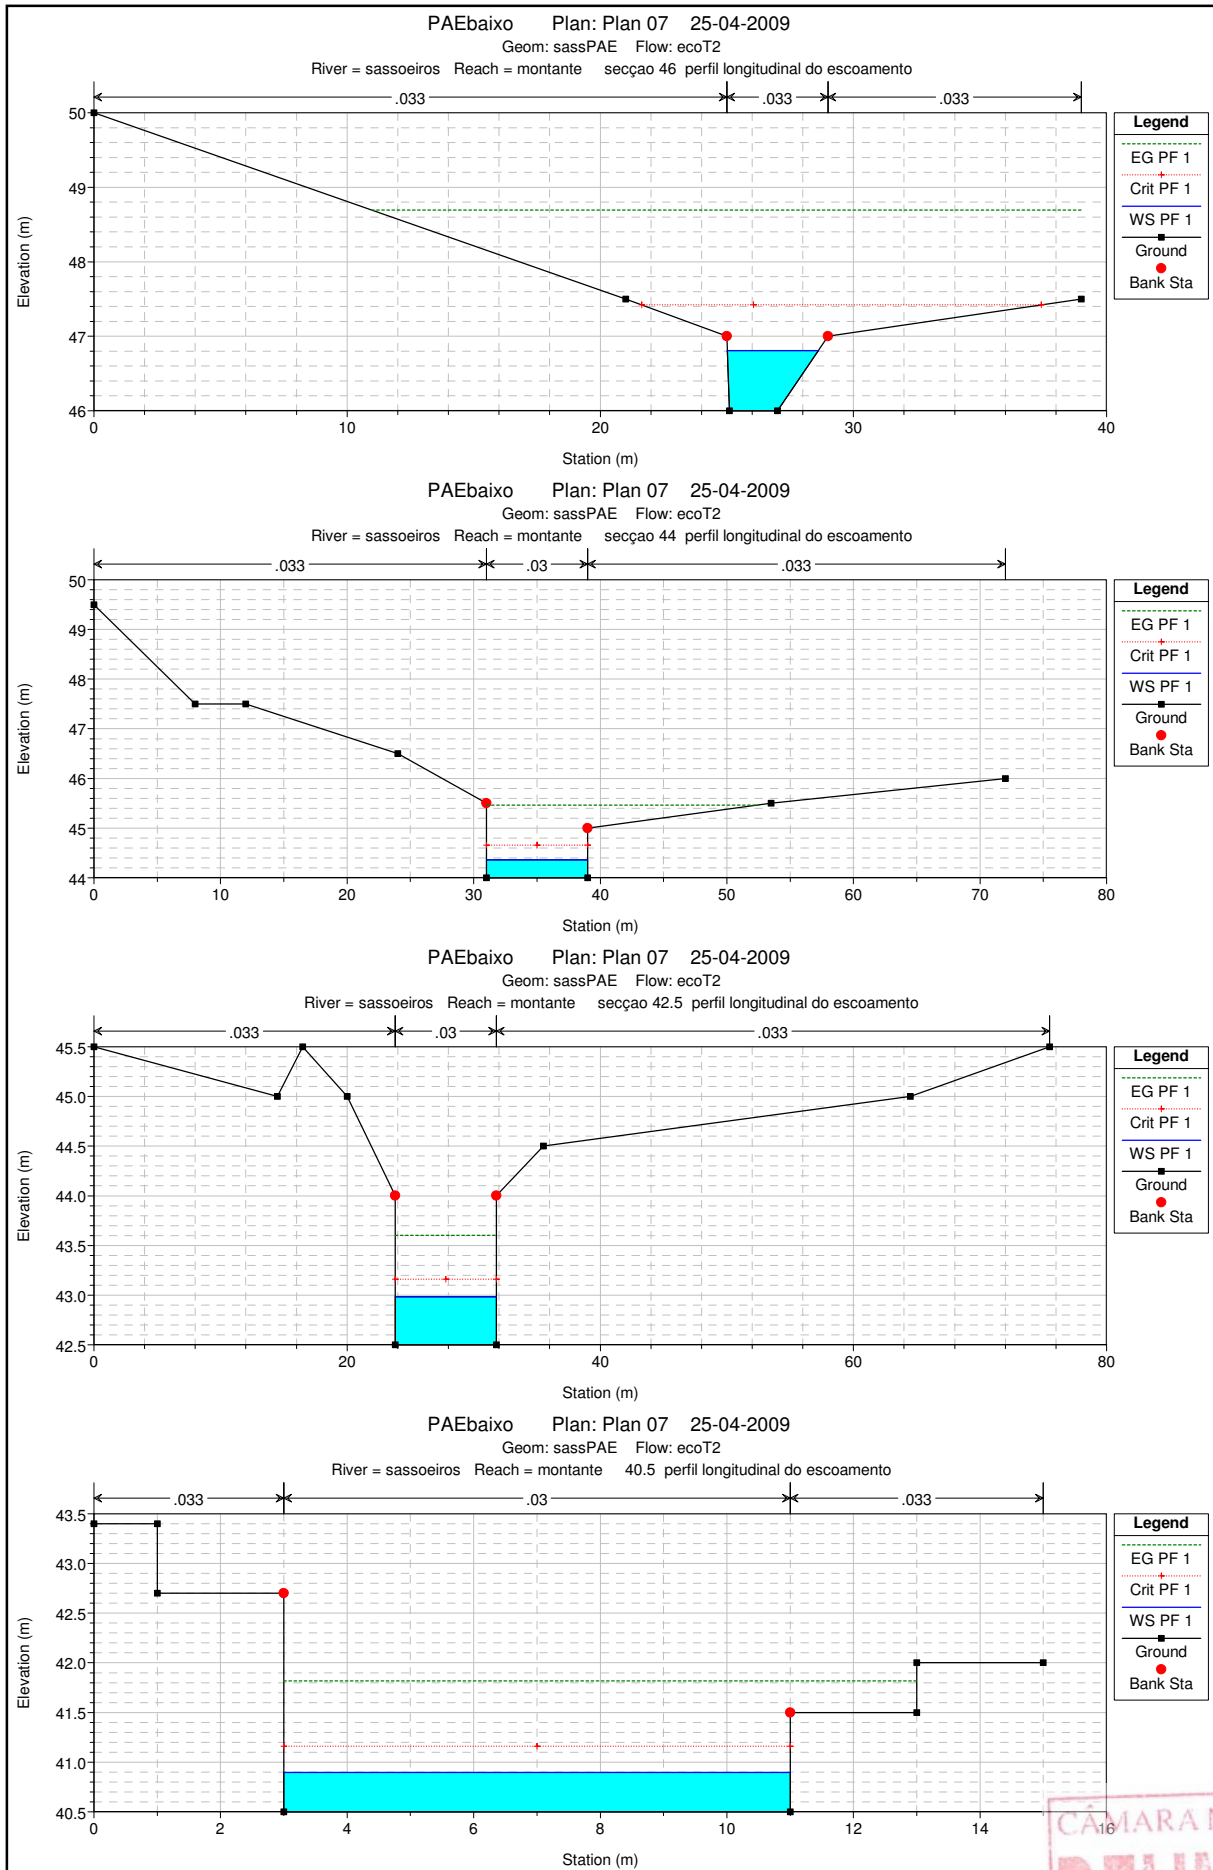 PAEbaixo Plan: Plan 07 25-04-2009
Geom: sassPAE Flow: ecoT2
River = sassoeiros Reach = montante secçao 46 perfil longitudinal do escoamento
.033 .033 .033
50
49
48
47
46
Elevation (m)
0 10 20 30 40
Station (m)
Legend
EG PF 1
Crit PF 1
WS PF 1
Ground
Bank Sta
PAEbaixo Plan: Plan 07 25-04-2009
Geom: sassPAE Flow: ecoT2
River = sassoeiros Reach = montante secçao 44 perfil longitudinal do escoamento
.033 .03 .033
50
49
48
47
46
45
44
Elevation (m)
0 10 20 30 40 50 60 70 80
Station (m)
Legend
EG PF 1
Crit PF 1
WS PF 1
Ground
Bank Sta
PAEbaixo Plan: Plan 07 25-04-2009
Geom: sassPAE Flow: ecoT2
River = sassoeiros Reach = montante secçao 42.5 perfil longitudinal do escoamento
.033 .03 .033
45.5
45.0
44.5
44.0
43.5
43.0
42.5
Elevation (m)
0 20 40 60 80
Station (m)
Legend
EG PF 1
Crit PF 1
WS PF 1
Ground
Bank Sta
PAEbaixo Plan: Plan 07 25-04-2009
Geom: sassPAE Flow: ecoT2
River = sassoeiros Reach = montante 40.5 perfil longitudinal do escoamento
.033 .03 .033
43.5
43.0
42.5
42.0
41.5
41.0
40.5
Elevation (m)
0 2 4 6 8 10 12 14 16
Station (m)
Legend
EG PF 1
Crit PF 1
WS PF 1
Ground
Bank Sta
CÂMARA